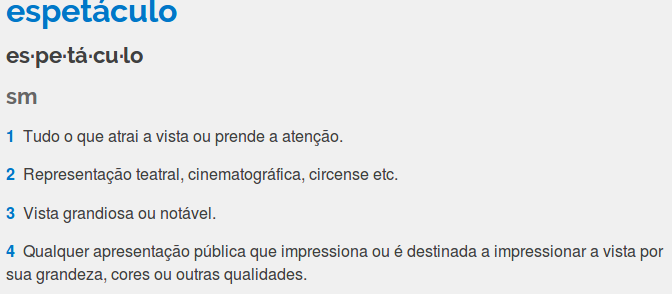 espetáculo
es·pe·tá·cu·lo
sm
1 Tudo o que atrai a vista ou prende a atenção.
2 Representação teatral, cinematográfica, circense etc.
3 Vista grandiosa ou notável.
4 Qualquer apresentação pública que impressiona ou é destinada a impressionar a vista por
sua grandeza, cores ou outras qualidades.